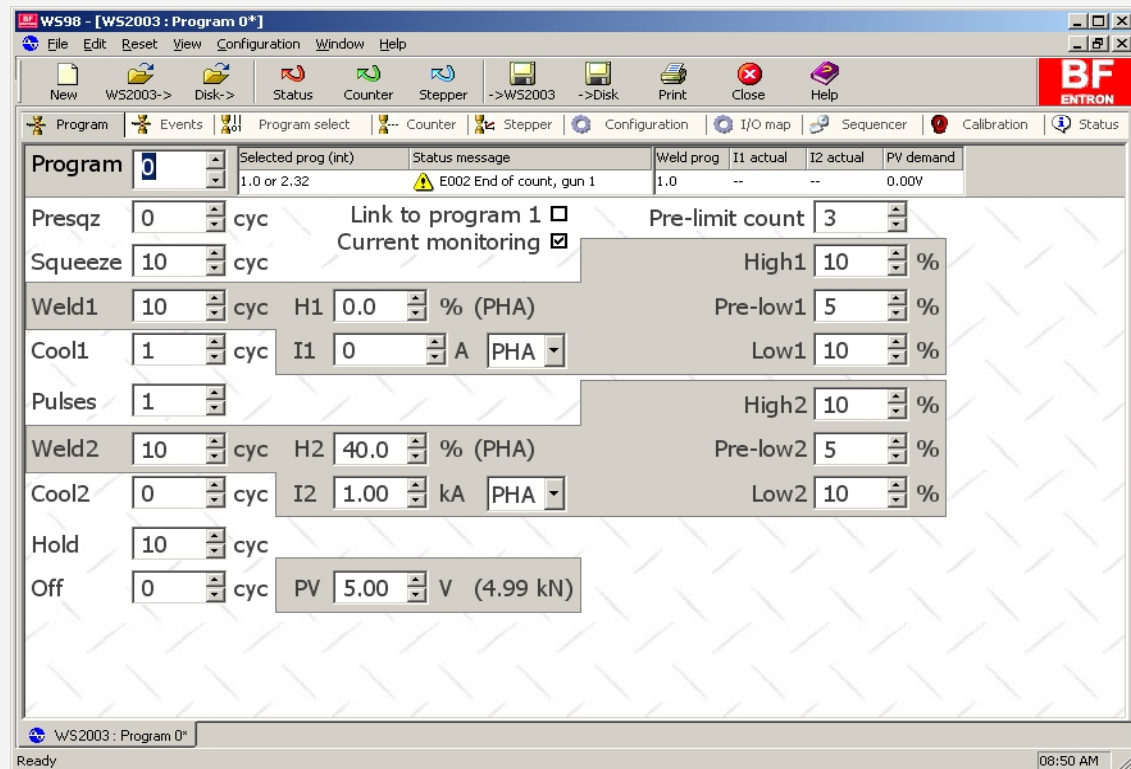 WS98 - [WS2003 : Program 0*]
File Edit Reset View Configuration Window Help
New WS2003-> Disk-> Status Counter Stepper ->WS2003 ->Disk Print Close Help
BF
ENTRON
Program Events Program select Counter Stepper Configuration I/O map Sequencer Calibration Status
Program 0
Selected prog (int) Status message Weld prog I1 actual I2 actual PV demand
1.0 or 2.32 E002 End of count, gun 1 1.0 -- -- 0.00V
Presqz 0 cyc Link to program 1 Pre-limit count 3
Current monitoring
Squeeze 10 cyc High1 10 %
Weld1 10 cyc H1 0.0 % (PHA) Pre-low1 5 %
Cool1 1 cyc I1 0 A PHA Low1 10 %
Pulses 1 High2 10 %
Weld2 10 cyc H2 40.0 % (PHA) Pre-low2 5 %
Cool2 0 cyc I2 1.00 kA PHA Low2 10 %
Hold 10 cyc
Off 0 cyc PV 5.00 V (4.99 kN)
WS2003 : Program 0*
Ready 08:50 AM